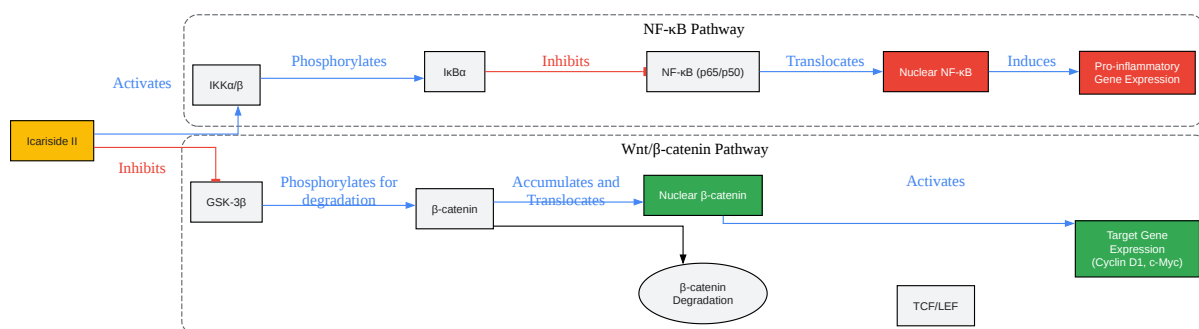 NF-κB Pathway
Activates
IKKα/β
Phosphorylates
IκBα
Inhibits
NF-κB (p65/p50)
Translocates
Nuclear NF-κB
Induces
Pro-inflammatory
Gene Expression
Icariside II
Inhibits
Wnt/β-catenin Pathway
GSK-3β
Phosphorylates for
degradation
β-catenin
Accumulates and
Translocates
Nuclear β-catenin
Activates
Target Gene
Expression
(Cyclin D1, c-Myc)
β-catenin
Degradation
TCF/LEF